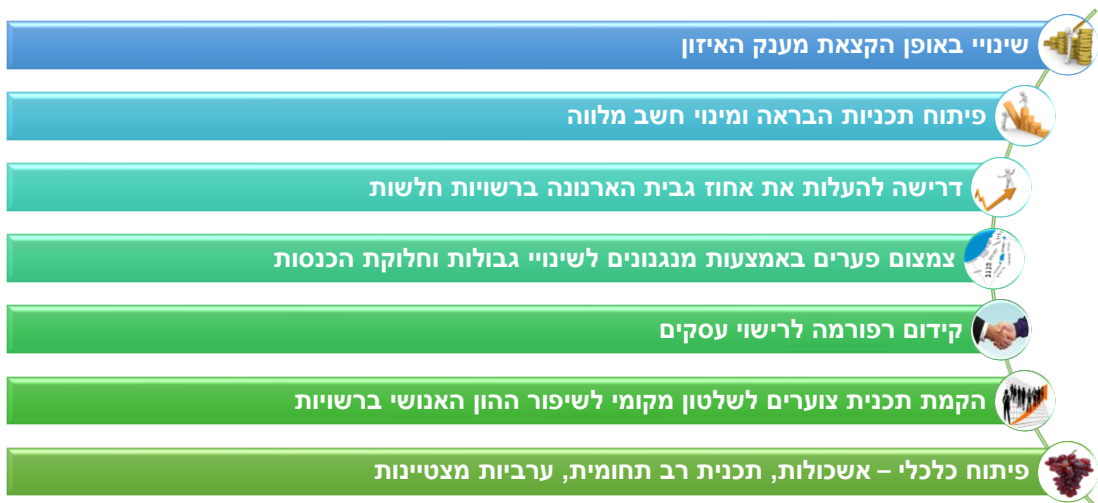 שינויי באופן הקצאת מענק האיזון
פיתוח תכניות הבראה ומינוי חשב מלווה
דרישה להעלות את אחוז גבית הארנונה ברשויות חלשות
צמצום פערים באמצעות מנגנונים לשינויי גבולות וחלוקת הכנסות
קידום רפורמה לרישוי עסקים
הקמת תכנית צוערים לשלטון מקומי לשיפור ההון האנושי ברשויות
פיתוח כלכלי – אשכולות, תכנית רב תחומית, ערביות מצטיינות